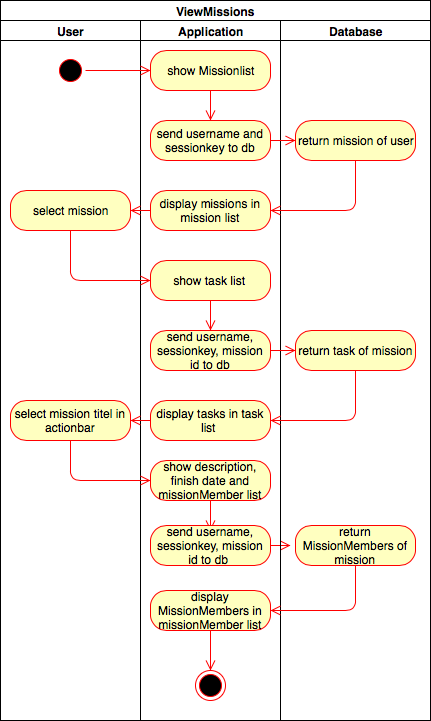 ViewMissions
User
Application
Database
show Missionlist
send username and
sessionkey to db
return mission of user
display missions in
mission list
select mission
show task list
send username,
sessionkey, mission
id to db
return task of mission
display tasks in task
list
select mission titel in
actionbar
show description,
finish date and
missionMember list
send username,
sessionkey, mission
id to db
return
MissionMembers of
mission
display
MissionMembers in
missionMember list